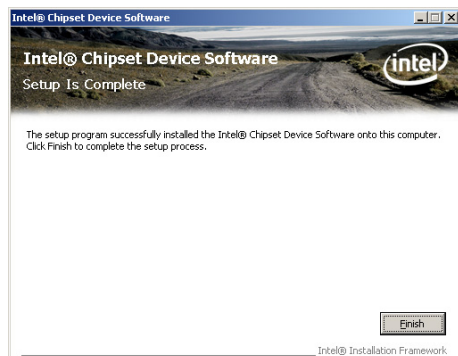 Intel® Chipset Device Software
Intel® Chipset Device Software
Setup Is Complete
intel®
The setup program successfully installed the Intel® Chipset Device Software onto this computer.
Click Finish to complete the setup process.
Finish
Intel® Installation Framework